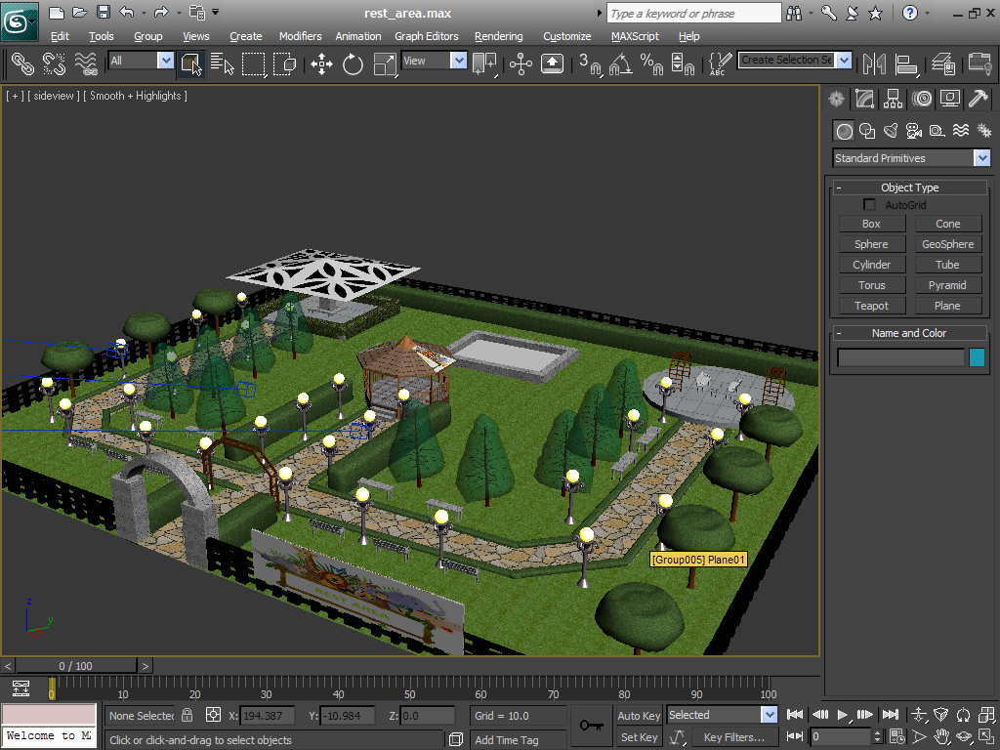 rest_area.max
Type a keyword or phrase
Edit Tools Group Views Create Modifiers Animation Graph Editors Rendering Customize MAXScript Help
All
View
3
ABC
Create Selection Se
[ + ] [ sideview ] [ Smooth + Highlights ]
Standard Primitives
- Object Type
AutoGrid
Box Cone
Sphere GeoSphere
Cylinder Tube
Torus Pyramid
Teapot Plane
- Name and Color
[Group005] Plane01
REST AREA
z
y
< 0 / 100 >
0 10 20 30 40 50 60 70 80 90 100
None Selected X: 194.387 Y: -10.984 Z: 0.0 Grid = 10.0 Auto Key Selected
Welcome to M
Click or click-and-drag to select objects Add Time Tag Set Key Key Filters... 0